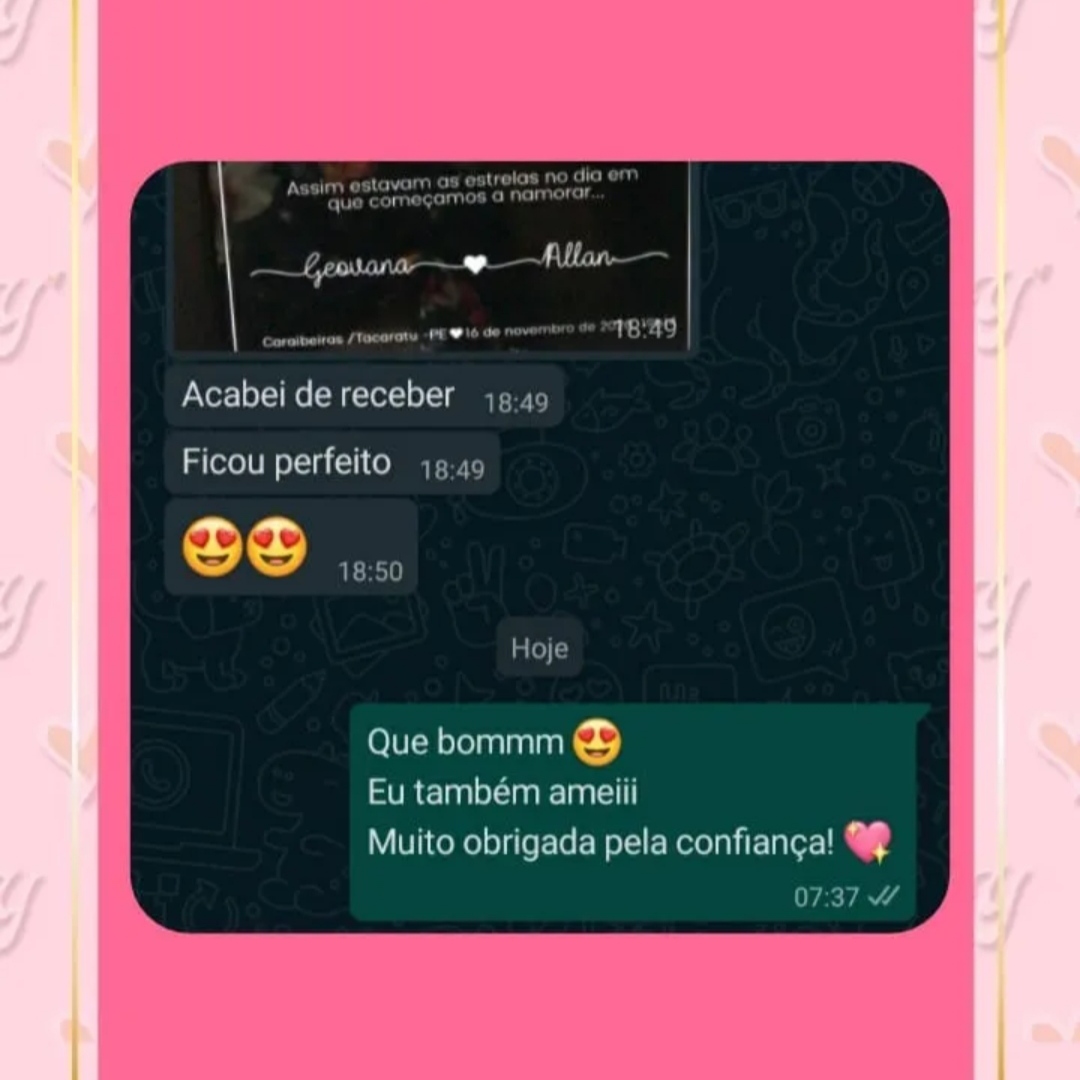 Assim estavam as estrelas no dia em
que começamos a namorar...
Geovana Allan
Caraibeiras /Tacaratu -PE❤16 de novembro de
18:49
Acabei de receber 18:49
Ficou perfeito 18:49
😍😍 18:50
Hoje
Que bommm 😍
Eu também ameiii
Muito obrigada pela confiança! 💖
07:37